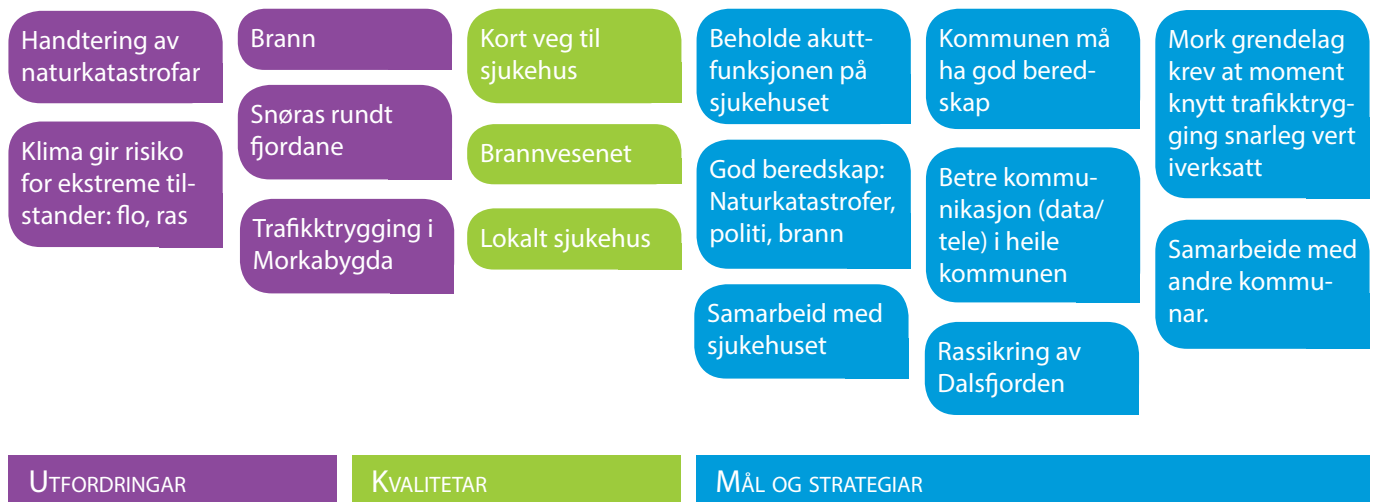 Handtering av
naturkatastrofar
Klima gir risiko
for ekstreme til-
stander: flo, ras
Brann
Snøras rundt
fjordane
Trafikktrygging i
Morkabygda
Kort veg til
sjukehus
Brannvesenet
Lokalt sjukehus
Beholde akutt-
funksjonen på
sjukehuset
God beredskap:
Naturkatastrofer,
politi, brann
Samarbeid med
sjukehuset
Kommunen må
ha god bered-
skap
Betre kommu-
nikasjon (data/
tele) i heile
kommunen
Rassikring av
Dalsfjorden
Mork grendelag
krev at moment
knytt trafikktryg-
ging snarleg vert
iverksatt
Samarbeide med
andre kommu-
nar.
UTFORDRINGAR
KVALITETAR
MÅL OG STRATEGIAR